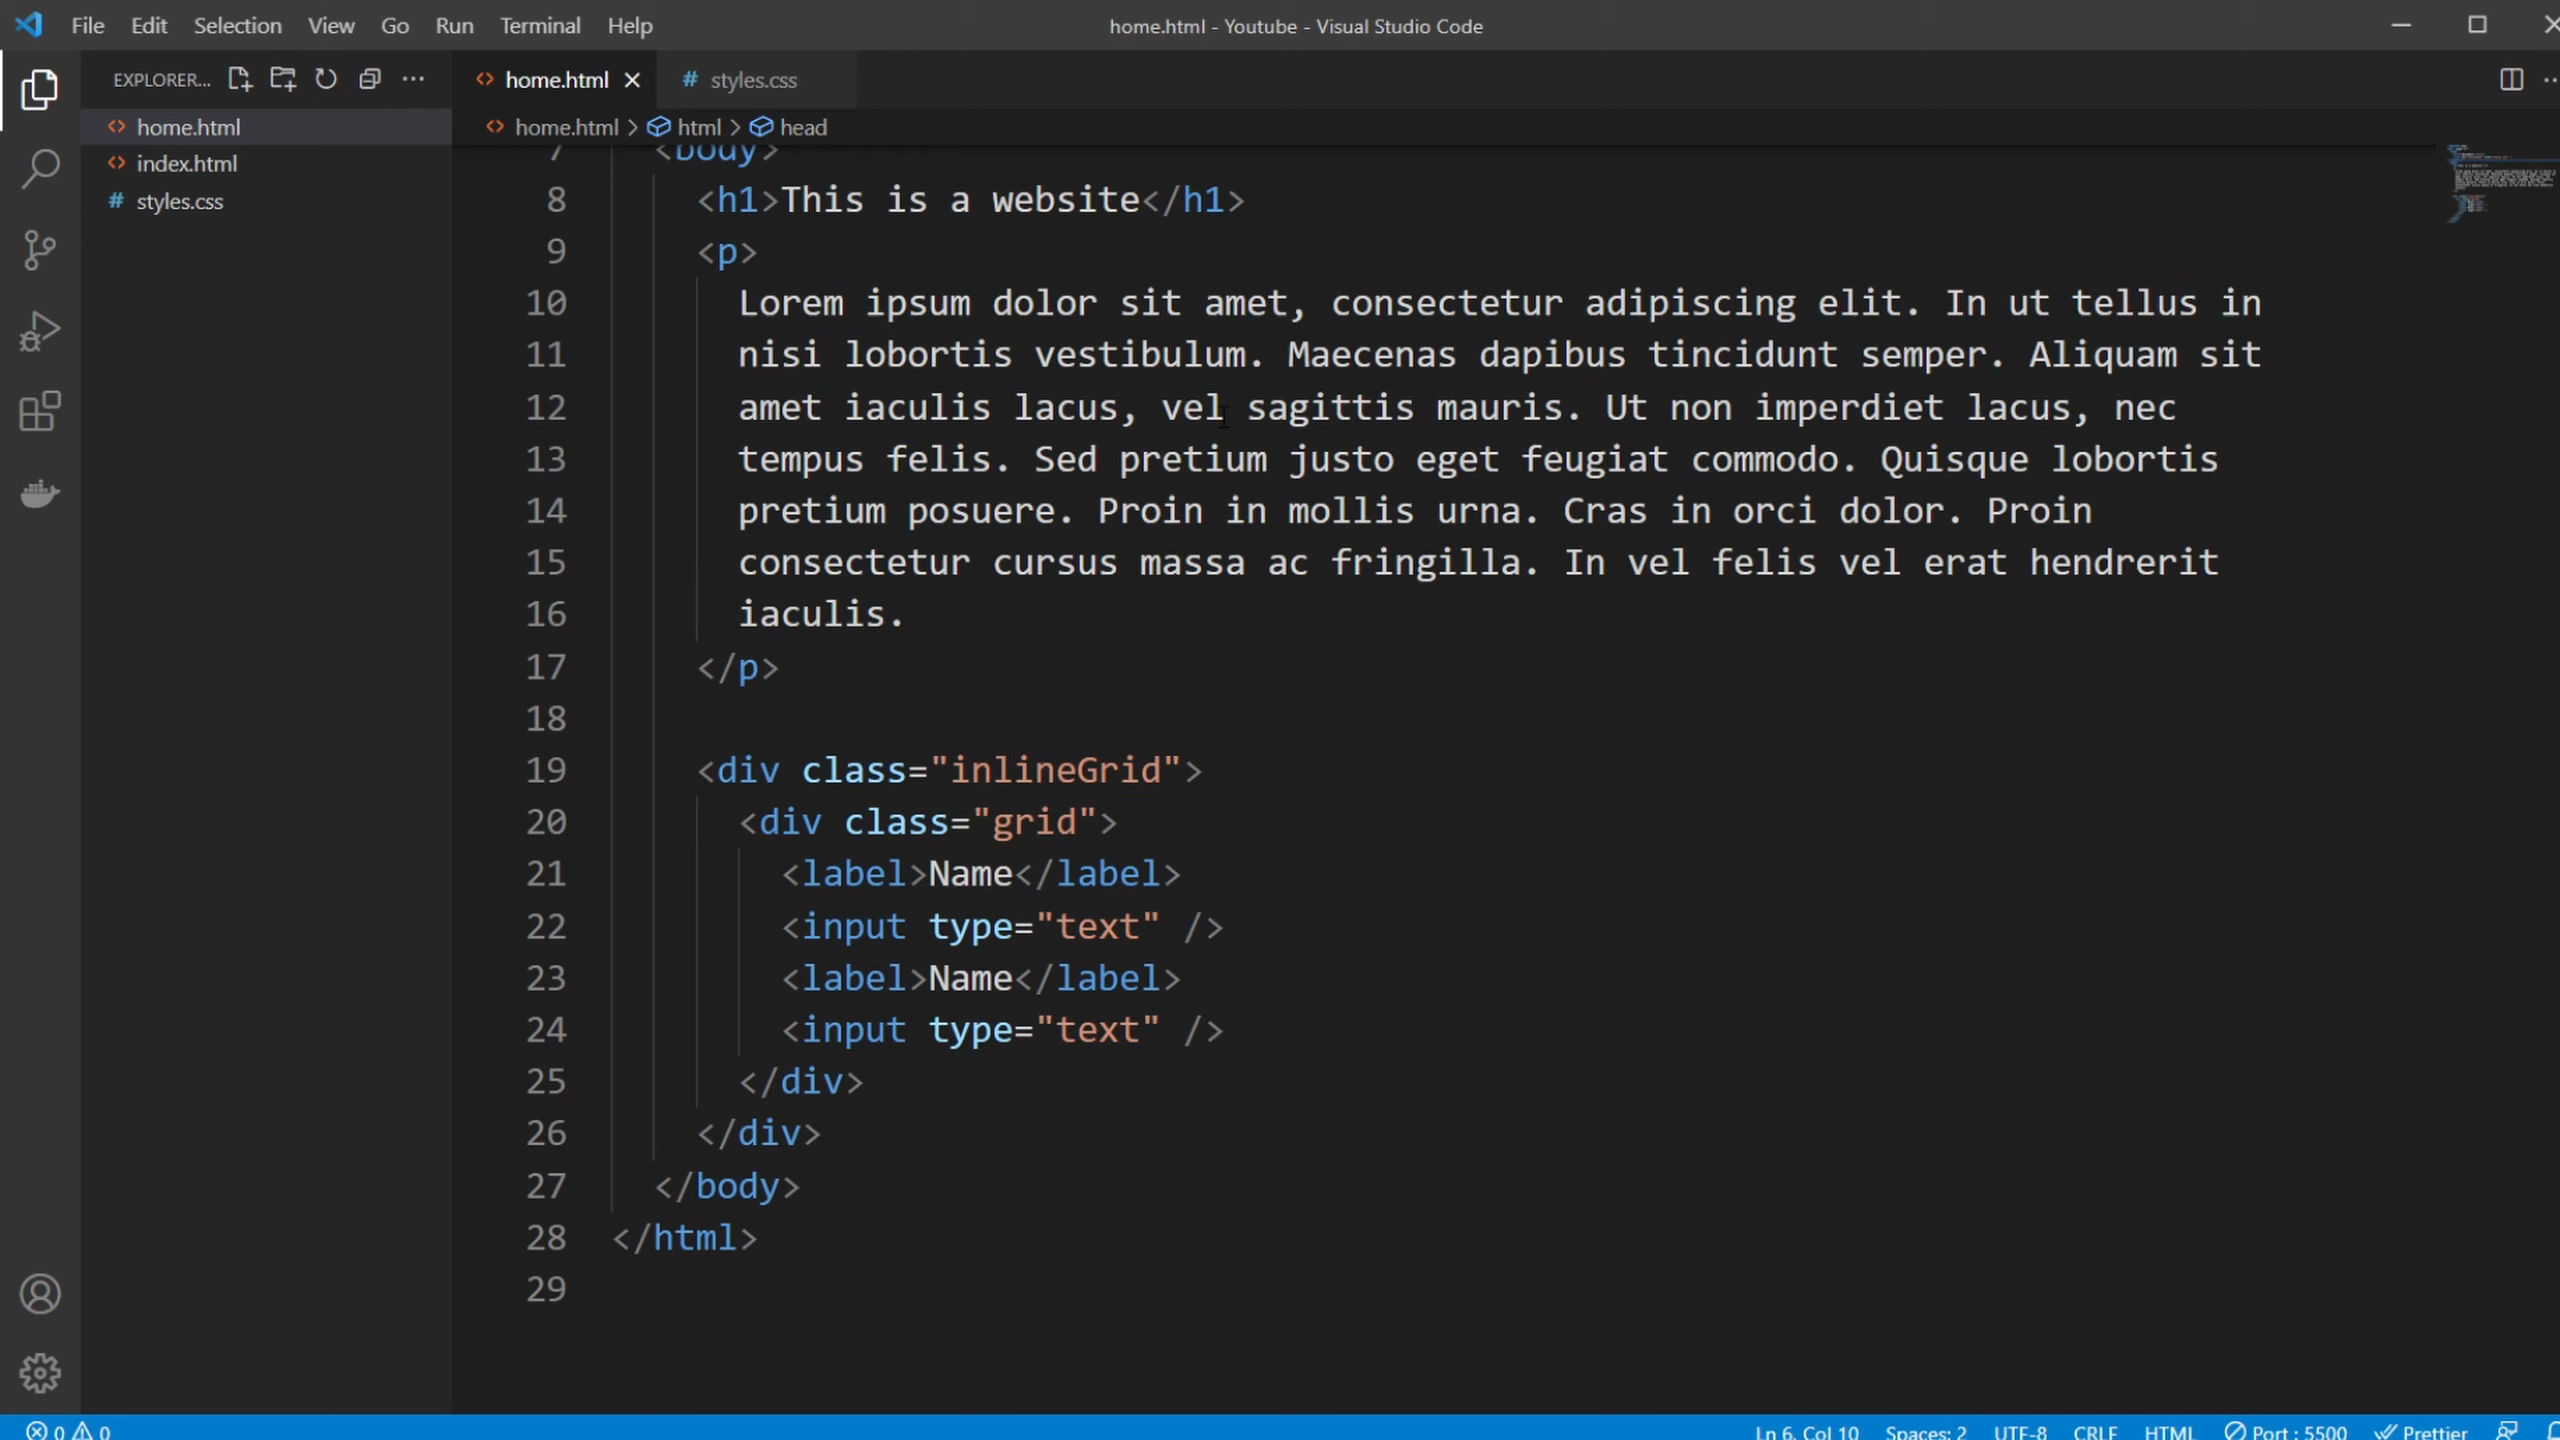 File Edit Selection View Go Run Terminal Help home.html - Youtube - Visual Studio Code
EXPLORER...
home.html
index.html
styles.css
home.html styles.css
home.html > html > head
7 <body>
8 <h1>This is a website</h1>
9 <p>
10 Lorem ipsum dolor sit amet, consectetur adipiscing elit. In ut tellus in
11 nisi lobortis vestibulum. Maecenas dapibus tincidunt semper. Aliquam sit
12 amet iaculis lacus, vel sagittis mauris. Ut non imperdiet lacus, nec
13 tempus felis. Sed pretium justo eget feugiat commodo. Quisque lobortis
14 pretium posuere. Proin in mollis urna. Cras in orci dolor. Proin
15 consectetur cursus massa ac fringilla. In vel felis vel erat hendrerit
16 iaculis.
17 </p>
18
19 <div class="inlineGrid">
20 <div class="grid">
21 <label>Name</label>
22 <input type="text" />
23 <label>Name</label>
24 <input type="text" />
25 </div>
26 </div>
27 </body>
28 </html>
29
0 0 Ln 6, Col 10 Spaces: 2 UTF-8 CRLF HTML Port : 5500 Prettier